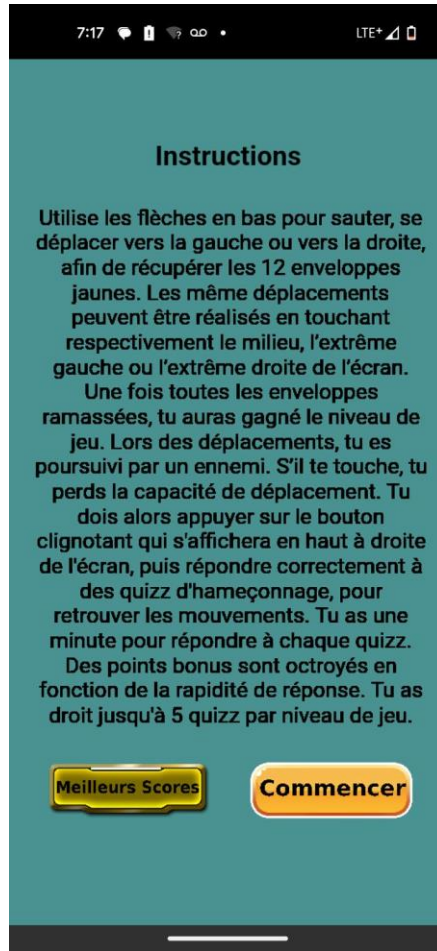 7:17
LTE+
Instructions
Utilise les flèches en bas pour sauter, se
déplacer vers la gauche ou vers la droite,
afin de récupérer les 12 enveloppes
jaunes. Les même déplacements
peuvent être réalisés en touchant
respectivement le milieu, l’extrême
gauche ou l’extrême droite de l’écran.
Une fois toutes les enveloppes
ramassées, tu auras gagné le niveau de
jeu. Lors des déplacements, tu es
poursuivi par un ennemi. S’il te touche, tu
perds la capacité de déplacement. Tu
dois alors appuyer sur le bouton
clignotant qui s'affichera en haut à droite
de l'écran, puis répondre correctement à
des quizz d'hameçonnage, pour
retrouver les mouvements. Tu as une
minute pour répondre à chaque quizz.
Des points bonus sont octroyés en
fonction de la rapidité de réponse. Tu as
droit jusqu'à 5 quizz par niveau de jeu.
Meilleurs Scores
Commencer